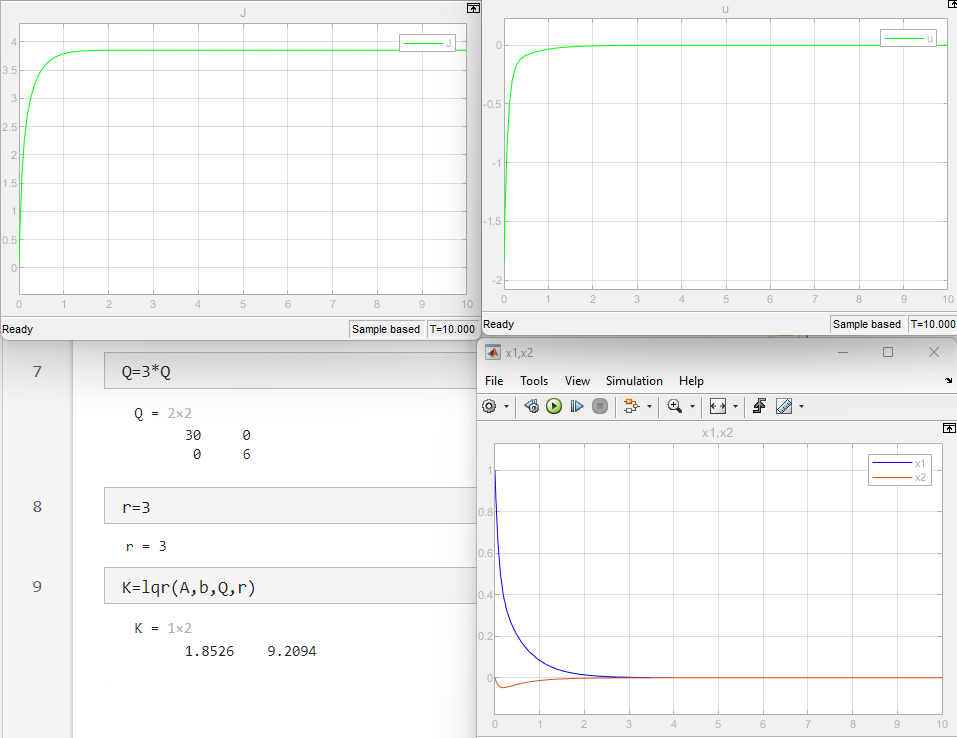 J
J
4
3.5
3
2.5
2
1.5
1
0.5
0
0 1 2 3 4 5 6 7 8 9 10
Ready Sample based T=10.000
u
u
0
-0.5
-1
-1.5
-2
0 1 2 3 4 5 6 7 8 9 10
Ready Sample based T=10.000
7 Q=3*Q
Q = 2×2
30 0
0 6
8 r=3
r = 3
9 K=lqr(A,b,Q,r)
K = 1×2
1.8526 9.2094
x1,x2
File Tools View Simulation Help
x1,x2
x1
x2
1
0.8
0.6
0.4
0.2
0
0 1 2 3 4 5 6 7 8 9 10